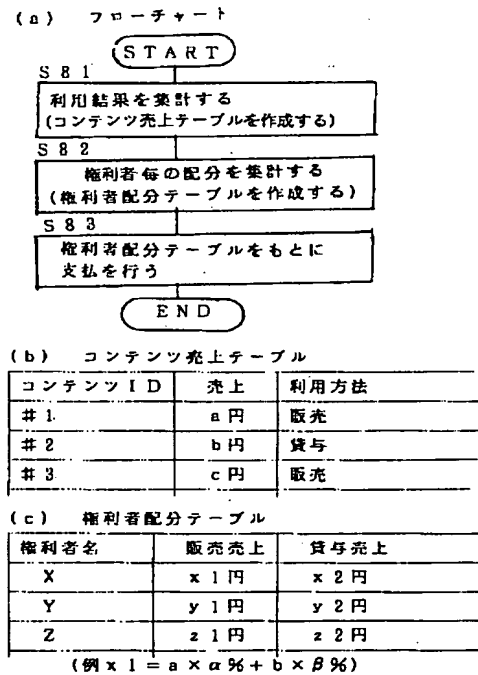 (a) フローチャート
START
S81
利用結果を集計する
(コンテンツ売上テーブルを作成する)
S82
権利者毎の配分を集計する
(権利者配分テーブルを作成する)
S83
権利者配分テーブルをもとに
支払を行う
END
(b) コンテンツ売上テーブル
コンテンツID 売上 利用方法
#1 a円 販売
#2 b円 貸与
#3 c円 販売
(c) 権利者配分テーブル
権利者名 販売売上 貸与売上
X x1円 x2円
Y y1円 y2円
Z z1円 z2円
(例x1=a×α%+b×β%)